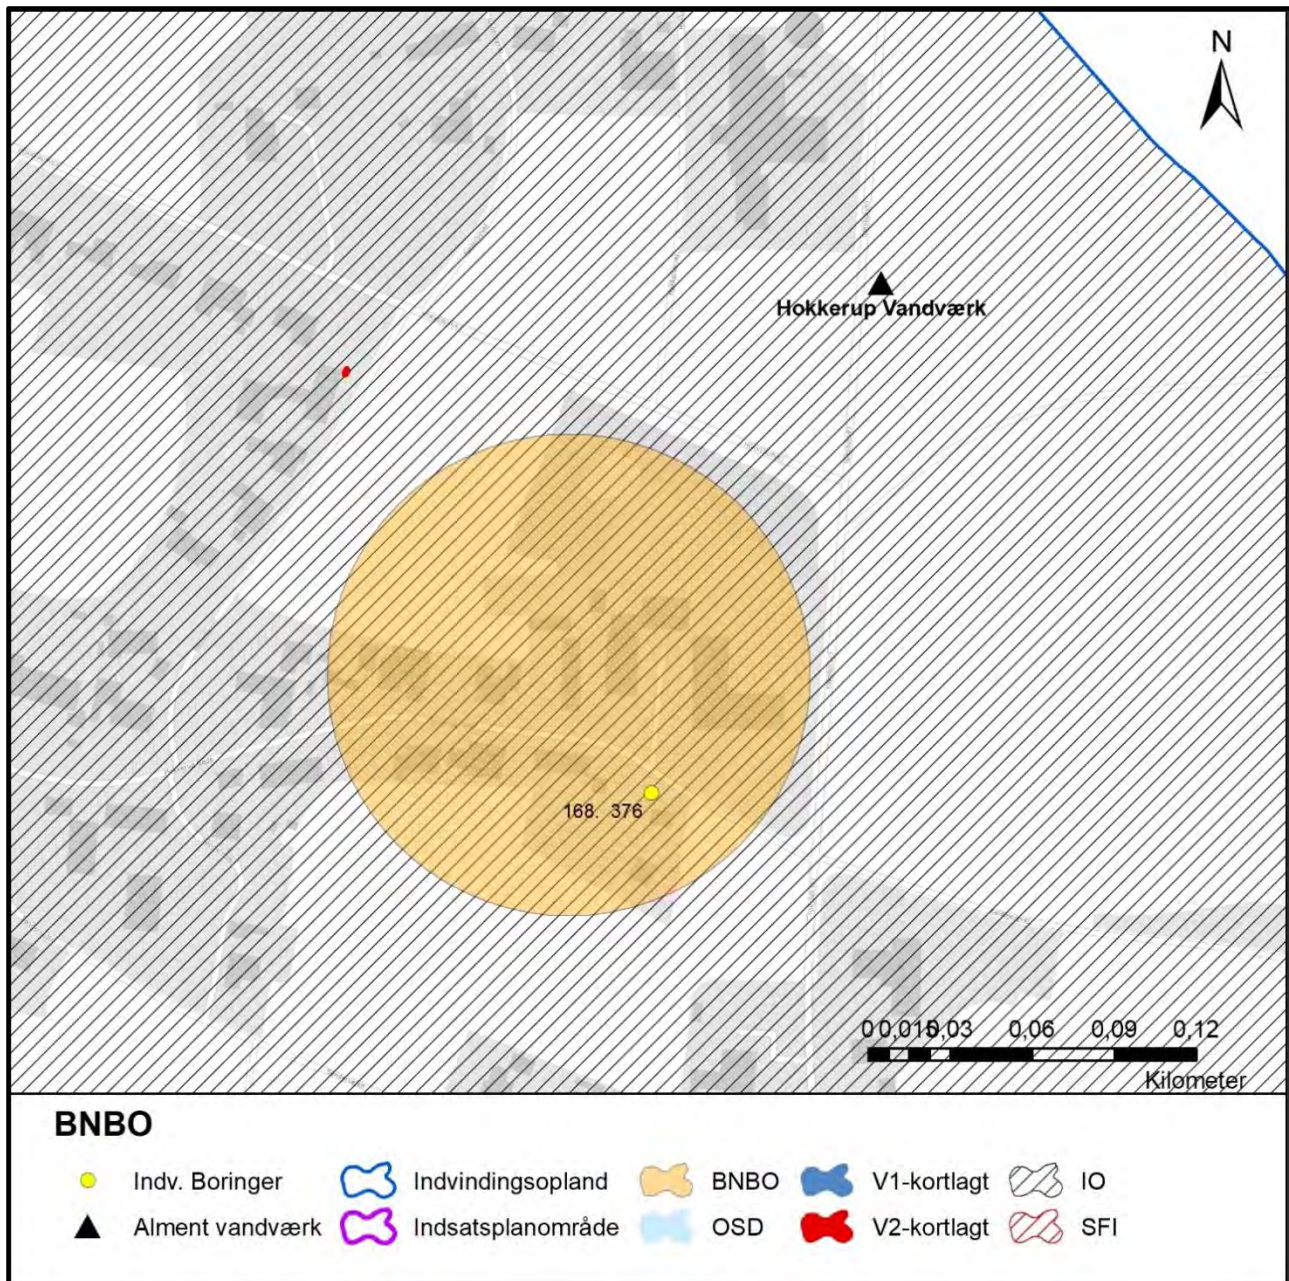 N
Hokkerup Vandværk
168. 376
0 0,015 0,03 0,06 0,09 0,12
Kilometer
BNBO
Indv. Boringer
Indvindingsopland
BNBO
V1-kortlagt
IO
Alment vandværk
Indsatsplanområde
OSD
V2-kortlagt
SFI